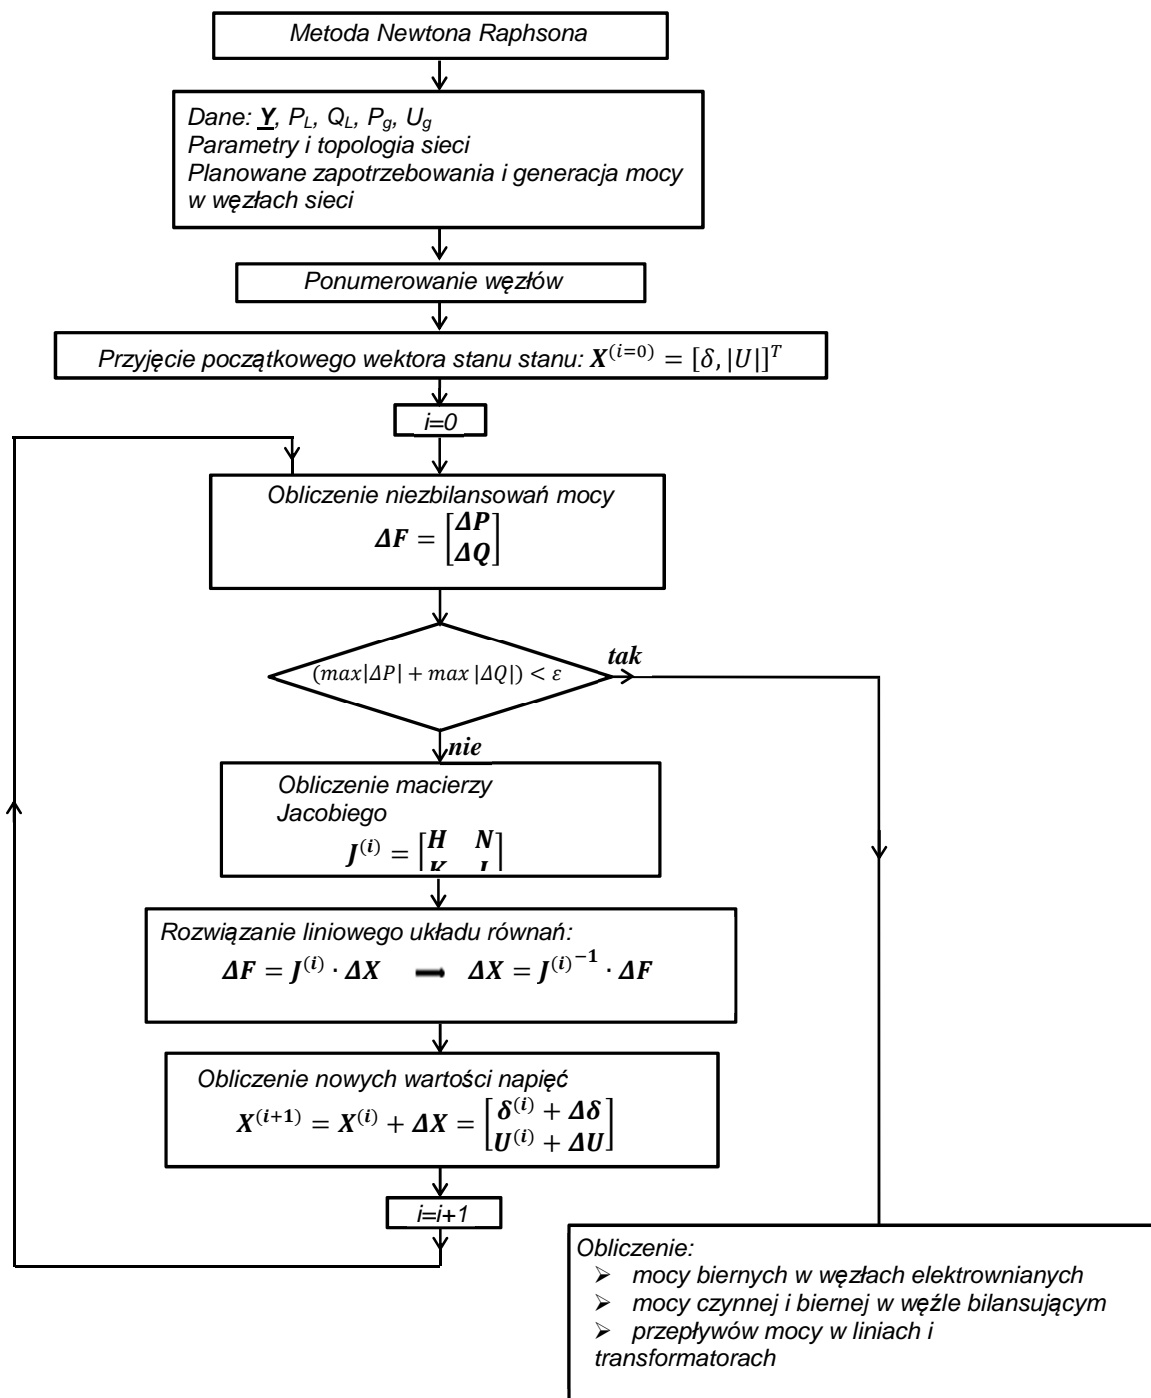 Metoda Newtona Raphsona
Dane: Y, P_L, Q_L, P_g, U_g
Parametry i topologia sieci
Planowane zapotrzebowania i generacja mocy
w węzłach sieci
Ponumerowanie węzłów
Przyjęcie początkowego wektora stanu stanu: X^(i=0) = [δ, |U|]^T
i=0
Obliczenie niezbilansowań mocy
ΔF = [ΔP
ΔQ]
(max|ΔP| + max |ΔQ|) < ε
tak
nie
Obliczenie macierzy
Jacobiego
J^(i) = [H N]
Rozwiązanie liniowego układu równań:
ΔF = J^(i) · ΔX ΔX = J^(i)^-1 · ΔF
Obliczenie nowych wartości napięć
X^(i+1) = X^(i) + ΔX = [δ^(i) + Δδ
U^(i) + ΔU]
i=i+1
Obliczenie:
➢ mocy biernych w węzłach elektrownianych
➢ mocy czynnej i biernej w węźle bilansującym
➢ przepływów mocy w liniach i
transformatorach